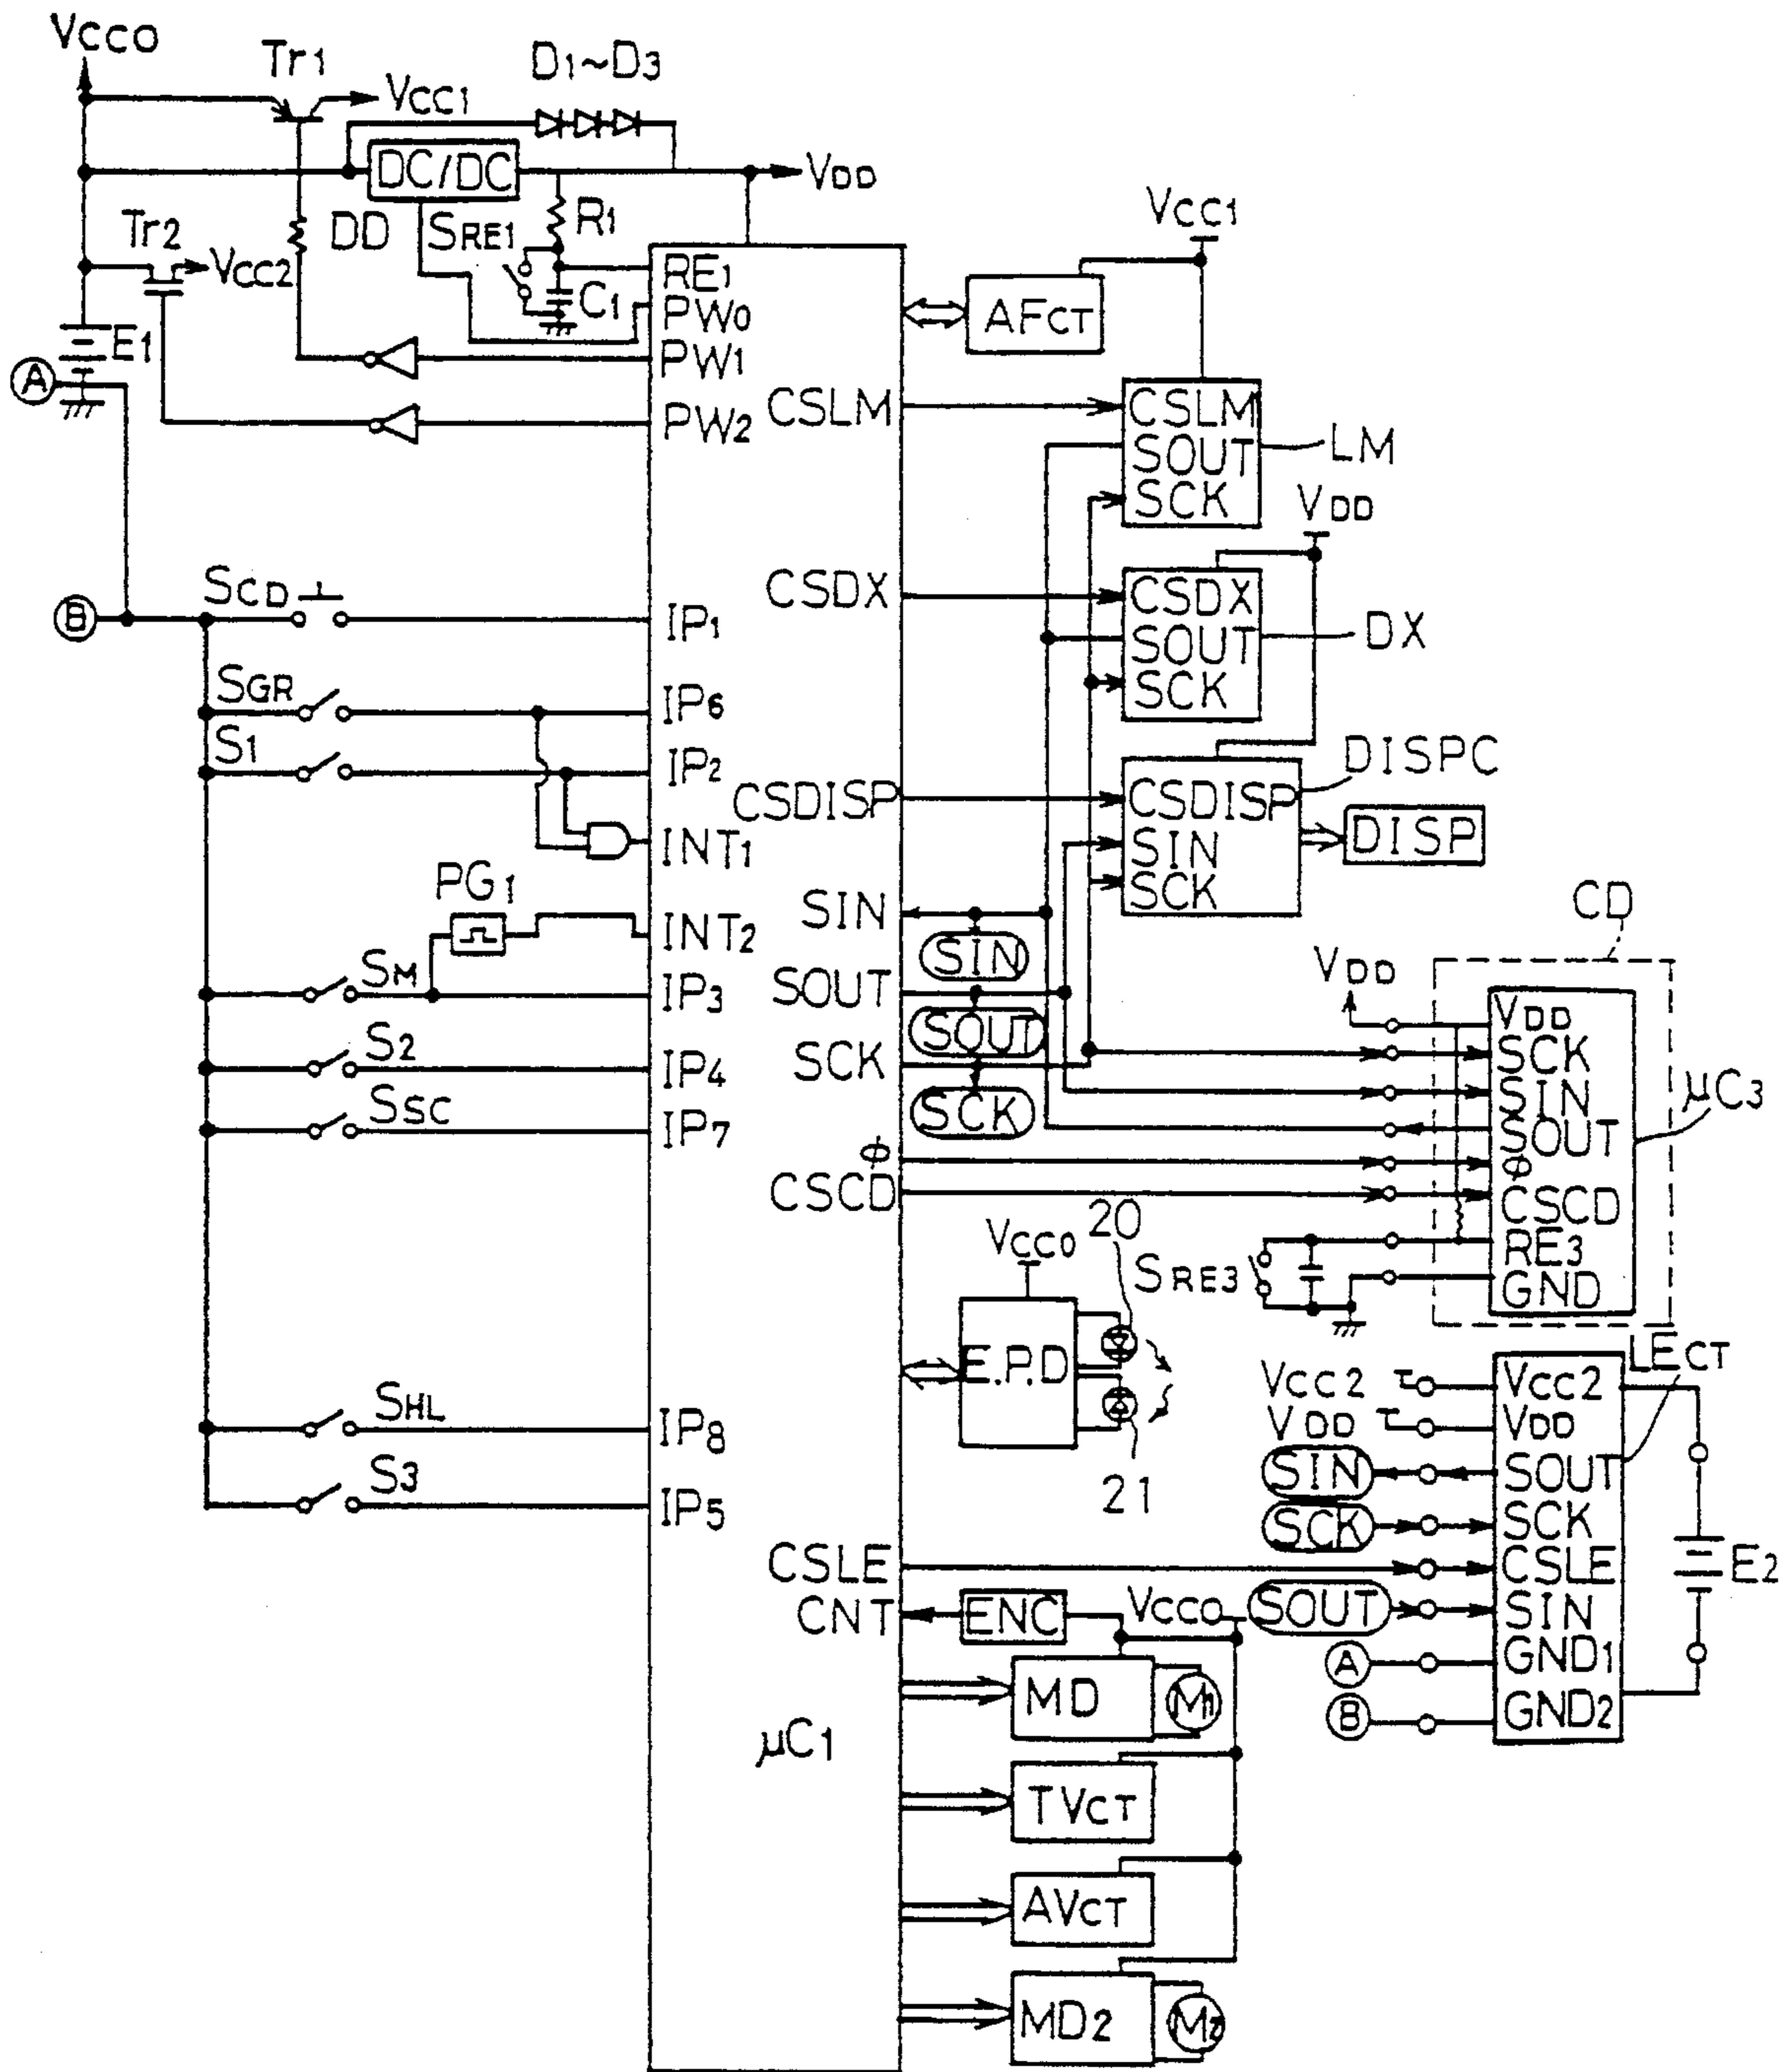 VCC0
Tr1
VCC1
D1~D3
DC/DC
VDD
DD
SRE1
R1
C1
Tr2
VCC2
E1
A
B
RE1
PW0
PW1
PW2
SCD
IP1
SGR
IP6
S1
IP2
INT1
PG1
INT2
SM
IP3
S2
IP4
SSC
IP7
SHL
IP8
S3
IP5
CSLM
CSDX
CSDISP
SIN
SOUT
SCK
φ
CSCD
CSLE
CNT
μC1
SIN
SOUT
SCK
VCC1
AFCT
CSLM
SOUT
SCK
LM
VDD
CSDX
SOUT
SCK
DX
DISPC
CSDISP
SIN
SCK
DISP
CD
VDD
VDD
SCK
SIN
SOUT
φ
CSCD
RE3
GND
μC3
SRE3
VCC0
20
E.P.D
21
LECT
VCC2
VDD
SIN
SCK
SOUT
A
B
VCC2
VDD
SOUT
SCK
CSLE
SIN
GND1
GND2
E2
ENC
VCC0
MD
M1
TVCT
AVCT
MD2
M2